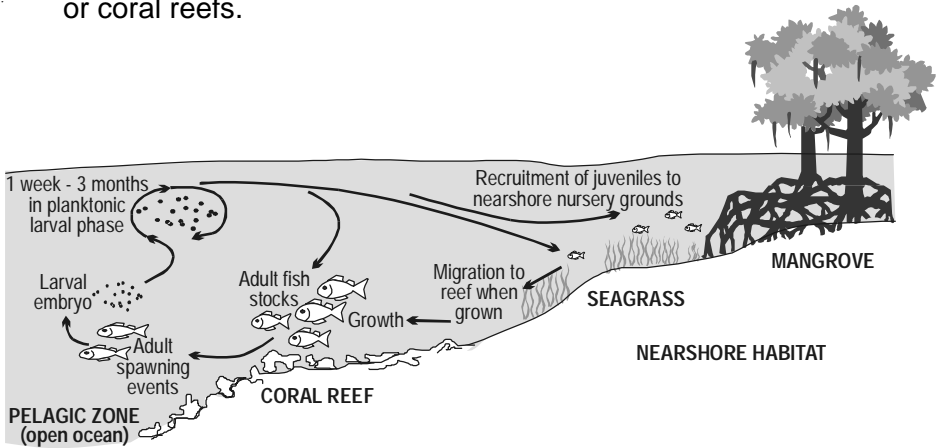 or coral reefs.
1 week - 3 months
in planktonic
larval phase
Recruitment of juveniles to
nearshore nursery grounds
MANGROVE
Larval
embryo
Adult fish
stocks
Migration to
reef when
grown
SEAGRASS
Growth
Adult
spawning
events
NEARSHORE HABITAT
CORAL REEF
PELAGIC ZONE
(open ocean)